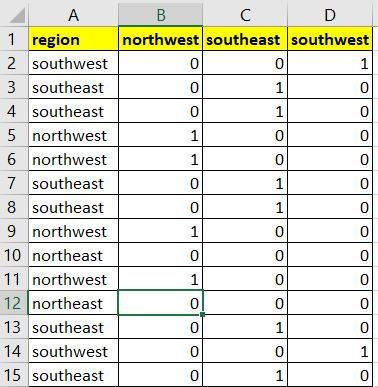 A B C D
1 region northwest southeast southwest
2 southwest 0 0 1
3 southeast 0 1 0
4 southeast 0 1 0
5 northwest 1 0 0
6 northwest 1 0 0
7 southeast 0 1 0
8 southeast 0 1 0
9 northwest 1 0 0
10 northeast 0 0 0
11 northwest 1 0 0
12 northeast 0 0 0
13 southeast 0 1 0
14 southwest 0 0 1
15 southeast 0 1 0